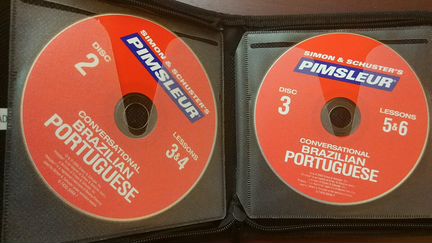 DISC
2
SIMON & SCHUSTER'S
PIMSLEUR
LESSONS
3&4
CONVERSATIONAL
BRAZILIAN
PORTUGUESE
SIMON & SCHUSTER'S
PIMSLEUR
DISC
3
LESSONS
5&6
CONVERSATIONAL
BRAZILIAN
PORTUGUESE